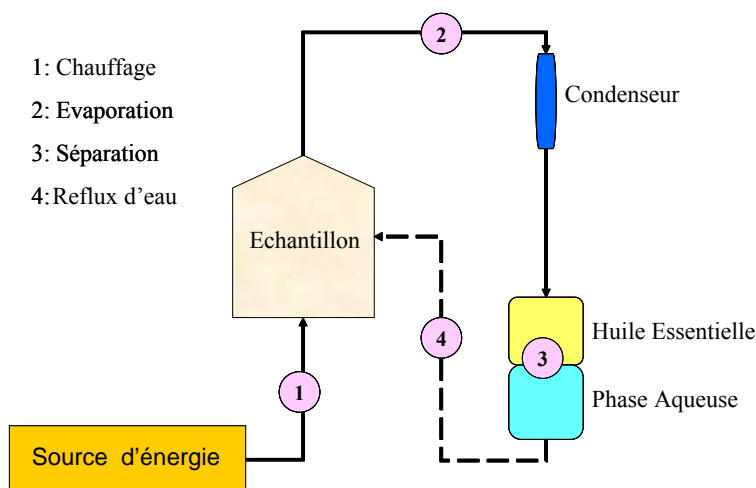 1: Chauffage
2: Evaporation
3: Séparation
4: Reflux d'eau
2
Condenseur
Echantillon
Huile Essentielle
4
3
1
Phase Aqueuse
Source d'énergie